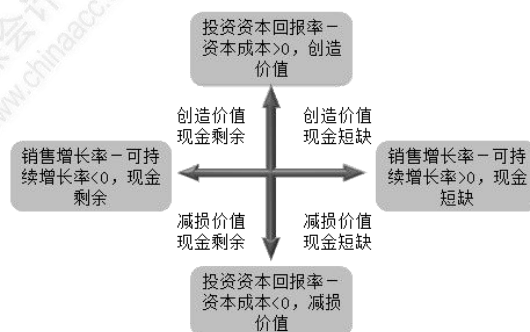 投资资本回报率－
资本成本>0，创造
价值
创造价值
现金剩余
创造价值
现金短缺
销售增长率－可持
续增长率<0，现金
剩余
销售增长率－可持
续增长率>0，现金
短缺
减损价值
现金剩余
减损价值
现金短缺
投资资本回报率－
资本成本<0，减损
价值
www.chinaacc.